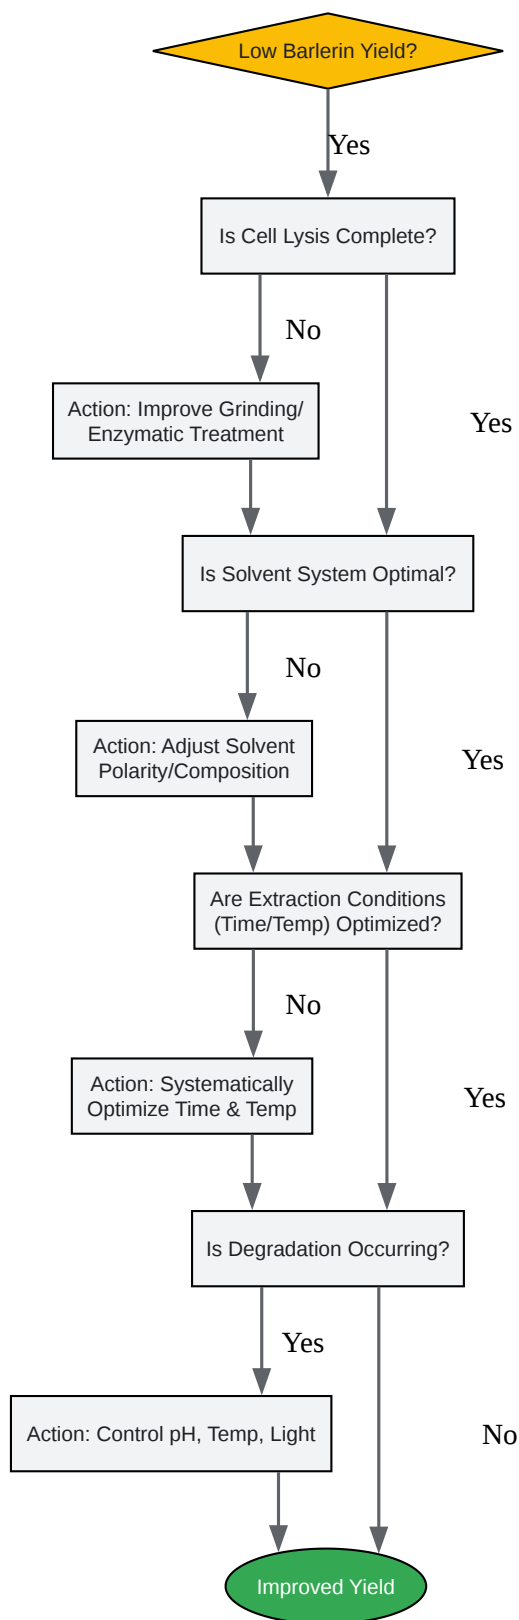 Low Barlerin Yield?
Yes
Is Cell Lysis Complete?
No
Action: Improve Grinding/
Enzymatic Treatment
Yes
Is Solvent System Optimal?
No
Action: Adjust Solvent
Polarity/Composition
Yes
Are Extraction Conditions
(Time/Temp) Optimized?
No
Action: Systematically
Optimize Time & Temp
Yes
Is Degradation Occurring?
Yes
Action: Control pH, Temp, Light
No
Improved Yield